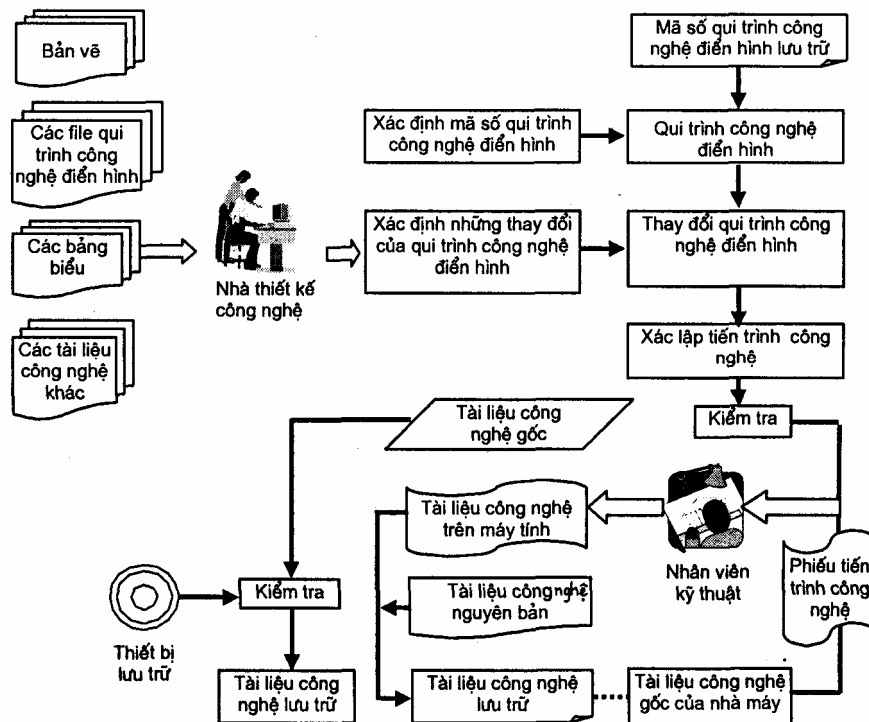 Bản vẽ
Các file qui
trình công
nghệ điển hình
Các bảng
biểu
Các tài liệu
công nghệ
khác
Nhà thiết kế
công nghệ
Mã số qui trình công
nghệ điển hình lưu trữ
Xác định mã số qui trình
công nghệ điển hình
Qui trình công nghệ
điển hình
Xác định những thay đổi
của qui trình công nghệ
điển hình
Thay đổi qui trình công
nghệ điển hình
Xác lập tiến trình công
nghệ
Kiểm tra
Tài liệu công
nghệ gốc
Tài liệu công nghệ
trên máy tính
Nhân viên
kỹ thuật
Phiếu tiến
trình công
nghệ
Thiết bị
lưu trữ
Kiểm tra
Tài liệu công nghệ
nguyên bản
Tài liệu công
nghệ lưu trữ
Tài liệu công nghệ
lưu trữ
Tài liệu công nghệ
gốc của nhà máy